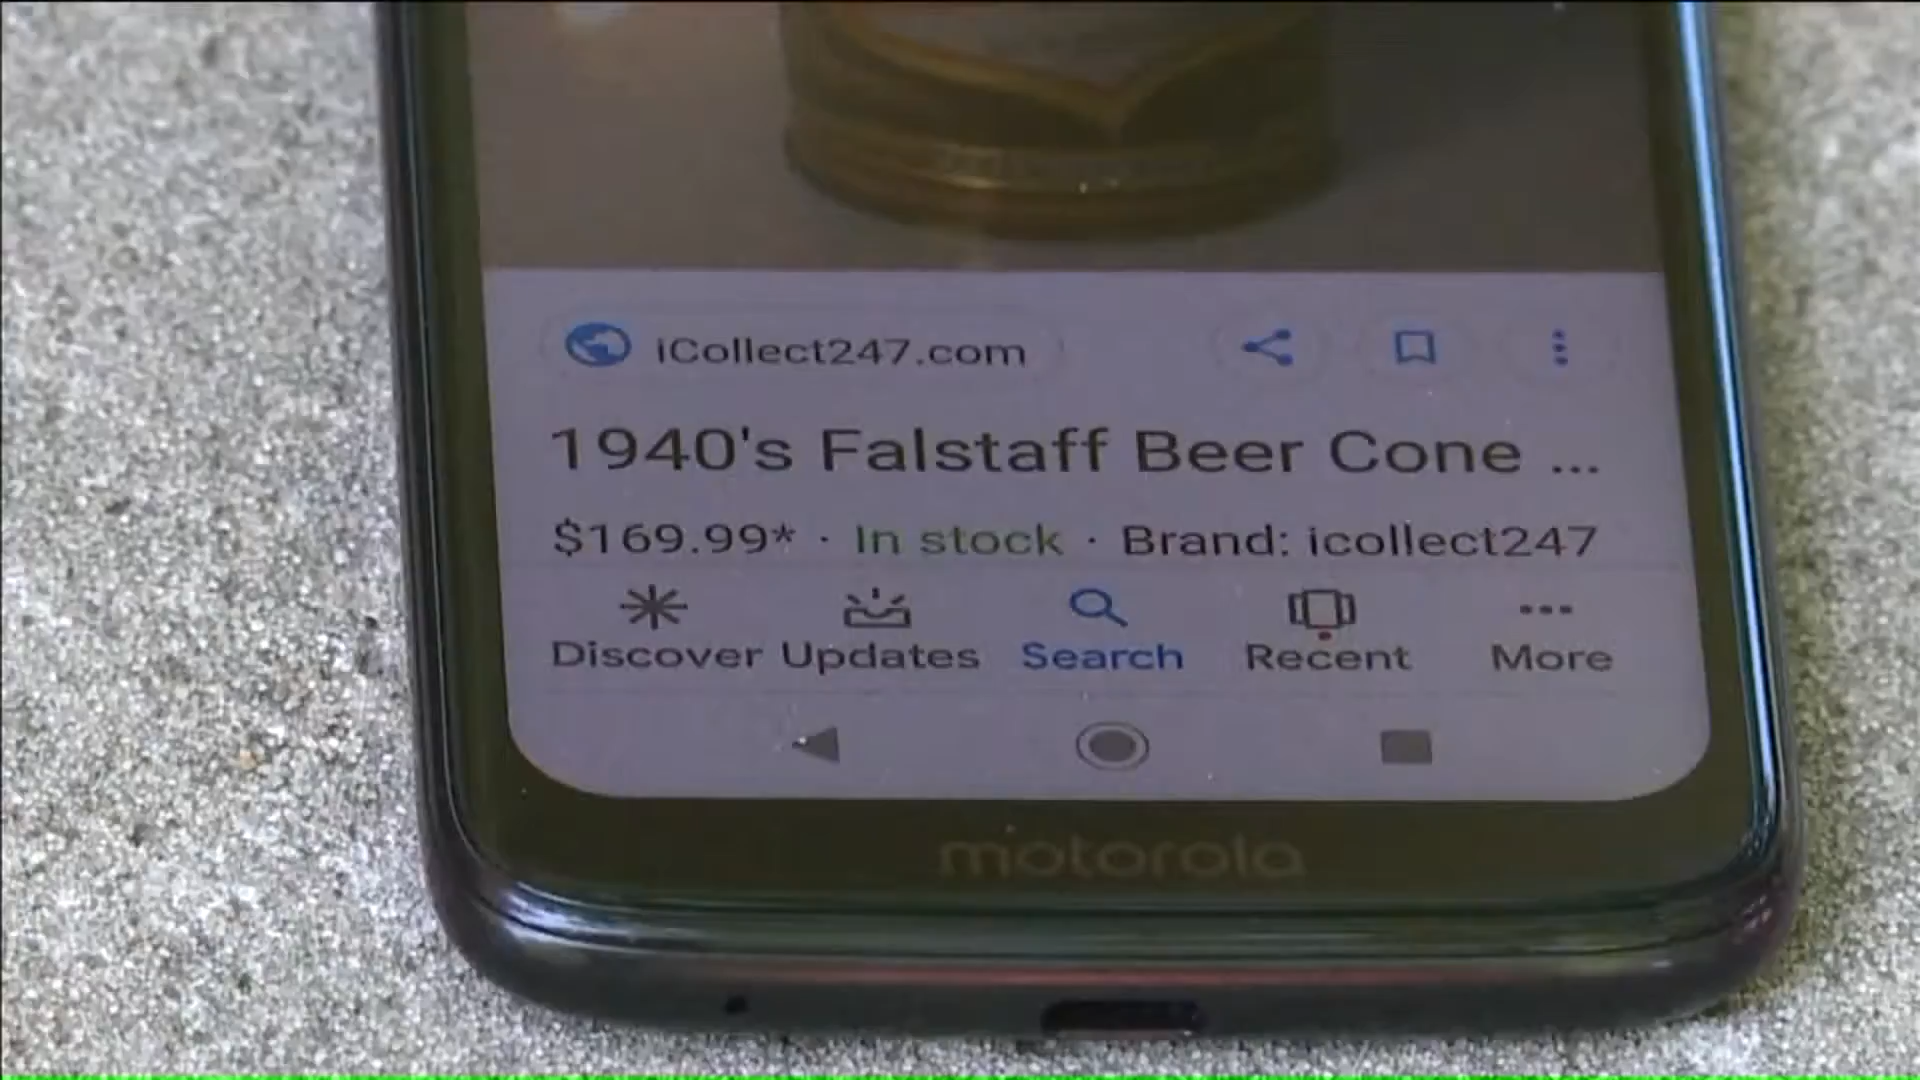 iCollect247.com
1940's Falstaff Beer Cone ...
$169.99* · In stock · Brand: icollect247
Discover Updates Search Recent More
motorola